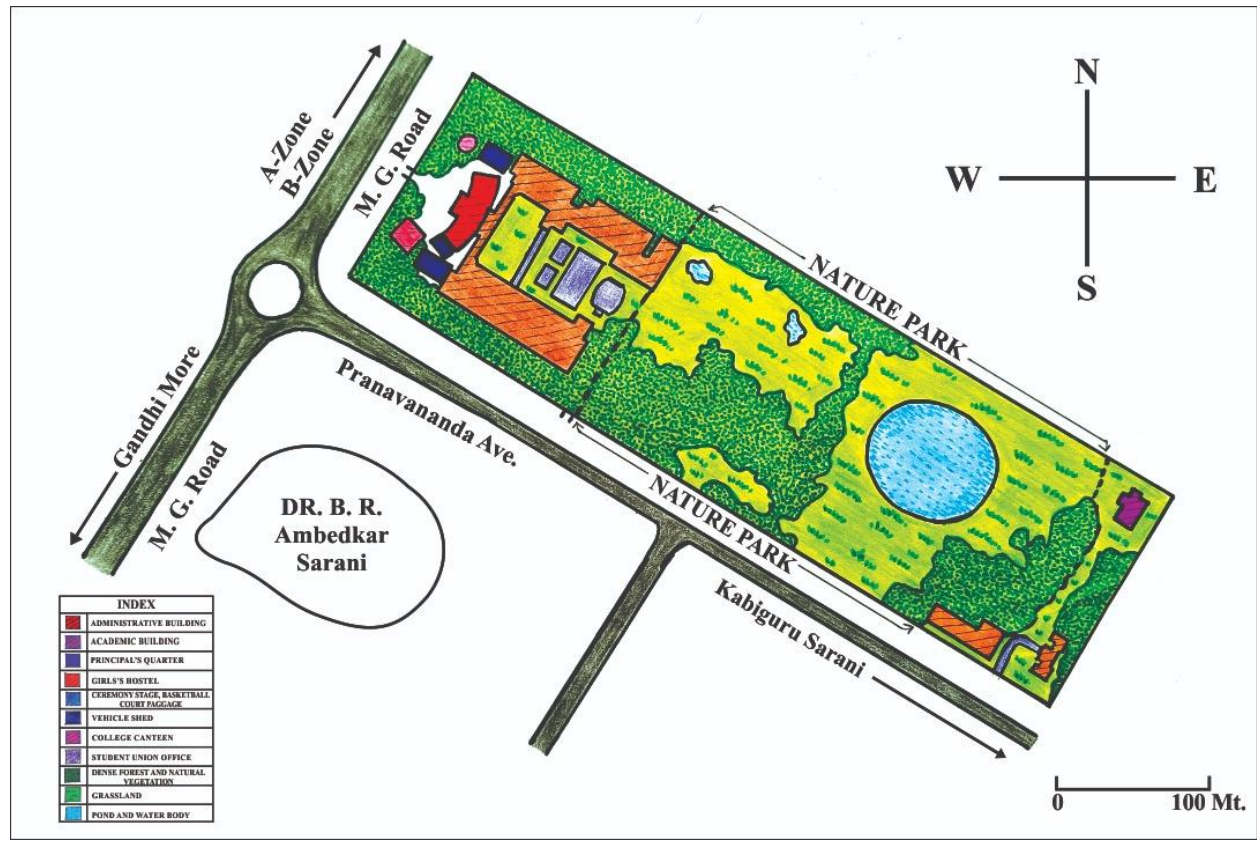 A-Zone
B-Zone
M. G. Road
N
W
E
S
NATURE PARK
Gandhi More
M. G. Road
Pranavananda Ave.
NATURE PARK
DR. B. R.
Ambedkar
Sarani
Kabiguru Sarani
INDEX
ADMINISTRATIVE BUILDING
ACADEMIC BUILDING
PRINCIPAL'S QUARTER
GIRLS'S HOSTEL
CEREMONY STAGE, BASKETBALL
COURT PAGGAGE
VEHICLE SHED
COLLEGE CANTEEN
STUDENT UNION OFFICE
DENSE FOREST AND NATURAL
VEGETATION
GRASSLAND
POND AND WATER BODY
0 100 Mt.